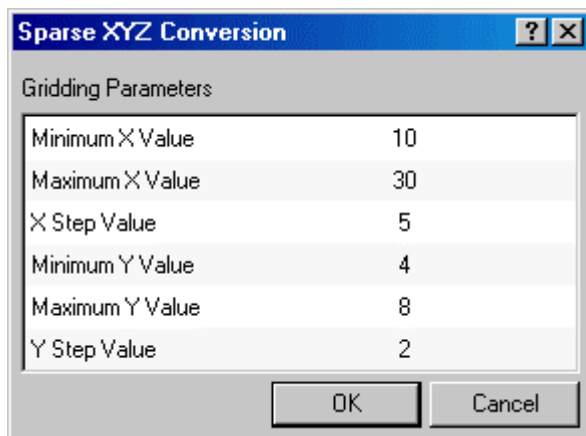 Sparse XYZ Conversion ? X
Gridding Parameters
Minimum X Value 10
Maximum X Value 30
X Step Value 5
Minimum Y Value 4
Maximum Y Value 8
Y Step Value 2
OK Cancel